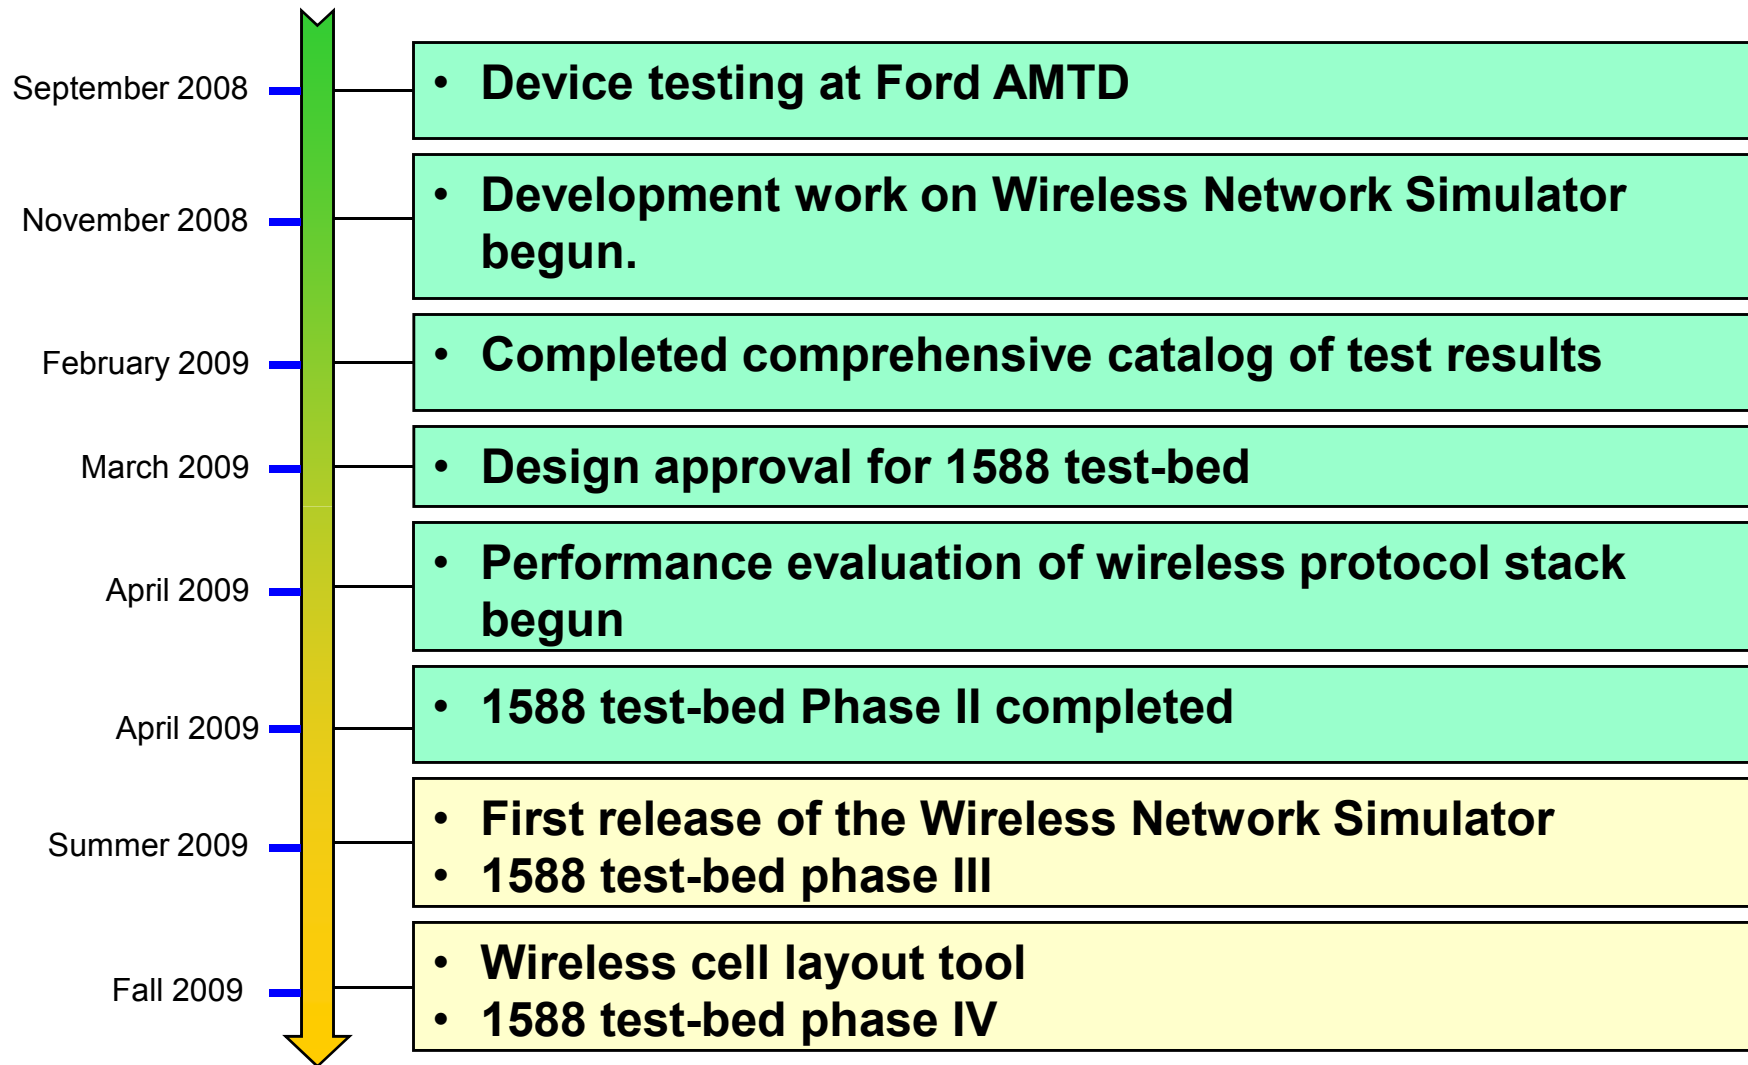 September 2008
• Device testing at Ford AMTD
November 2008
• Development work on Wireless Network Simulator
begun.
February 2009
• Completed comprehensive catalog of test results
March 2009
• Design approval for 1588 test-bed
April 2009
• Performance evaluation of wireless protocol stack
begun
April 2009
• 1588 test-bed Phase II completed
Summer 2009
• First release of the Wireless Network Simulator
• 1588 test-bed phase III
Fall 2009
• Wireless cell layout tool
• 1588 test-bed phase IV